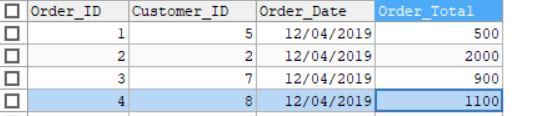 Order_ID Customer_ID Order_Date Order_Total
1 5 12/04/2019 500
2 2 12/04/2019 2000
3 7 12/04/2019 900
4 8 12/04/2019 1100